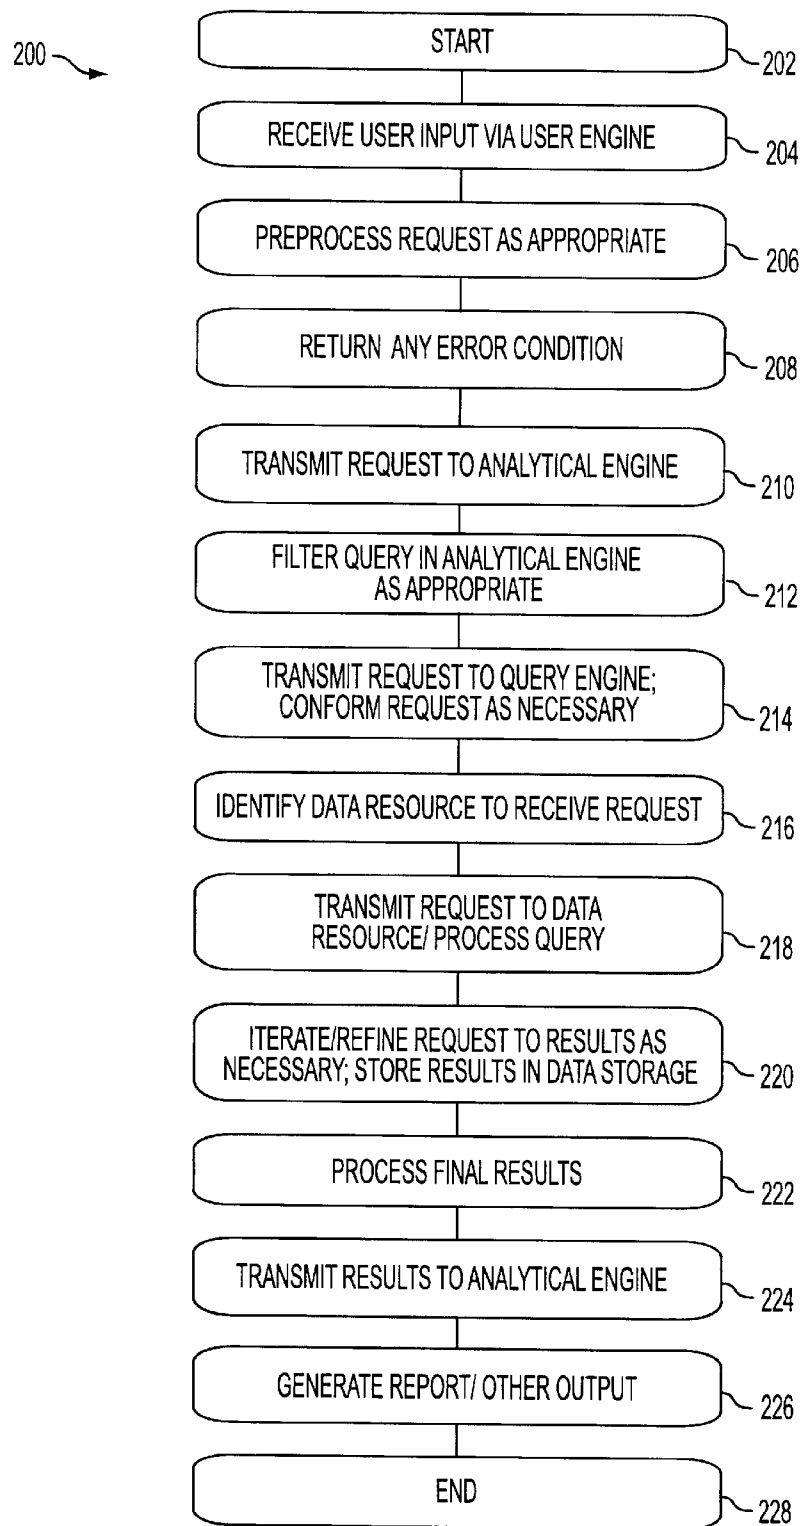 200
START
202
RECEIVE USER INPUT VIA USER ENGINE
204
PREPROCESS REQUEST AS APPROPRIATE
206
RETURN ANY ERROR CONDITION
208
TRANSMIT REQUEST TO ANALYTICAL ENGINE
210
FILTER QUERY IN ANALYTICAL ENGINE
AS APPROPRIATE
212
TRANSMIT REQUEST TO QUERY ENGINE;
CONFORM REQUEST AS NECESSARY
214
IDENTIFY DATA RESOURCE TO RECEIVE REQUEST
216
TRANSMIT REQUEST TO DATA
RESOURCE/ PROCESS QUERY
218
ITERATE/REFINE REQUEST TO RESULTS AS
NECESSARY; STORE RESULTS IN DATA STORAGE
220
PROCESS FINAL RESULTS
222
TRANSMIT RESULTS TO ANALYTICAL ENGINE
224
GENERATE REPORT/ OTHER OUTPUT
226
END
228